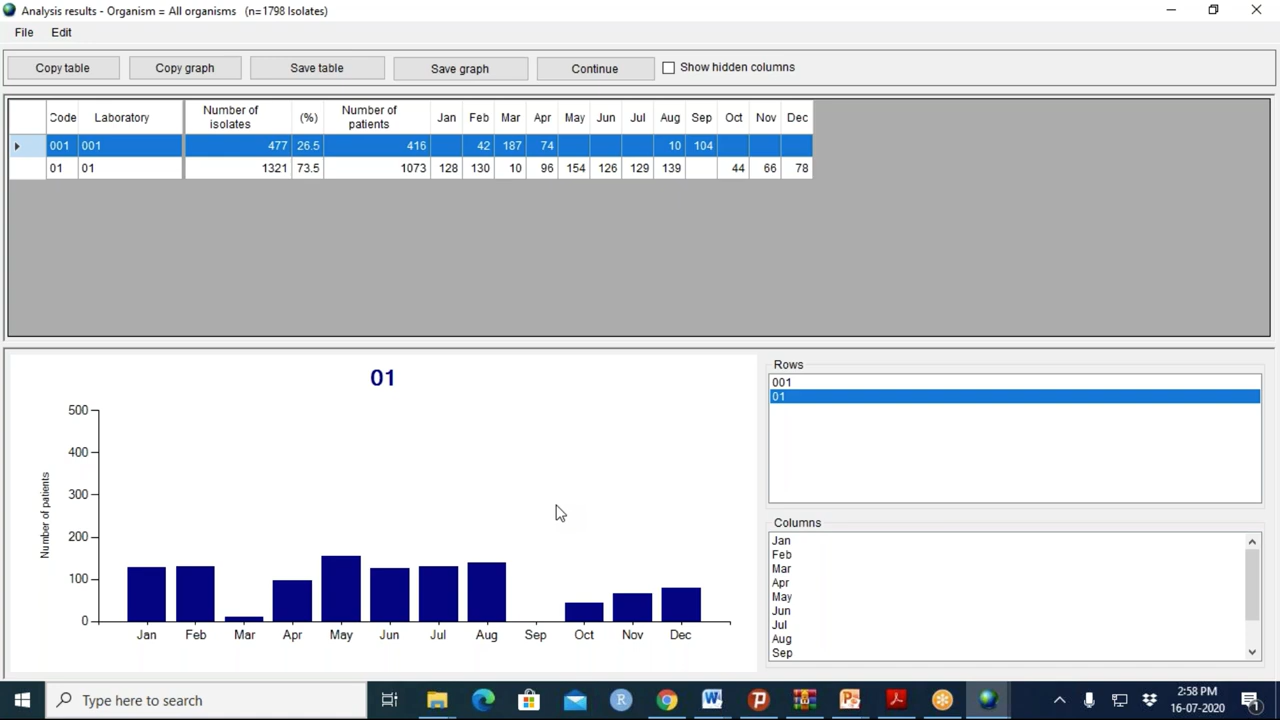 Analysis results - Organism = All organisms (n=1798 Isolates)
File Edit
Copy table Copy graph Save table Save graph Continue Show hidden columns
Code Laboratory Number of isolates (%) Number of patients Jan Feb Mar Apr May Jun Jul Aug Sep Oct Nov Dec
001 001 477 26.5 416 42 187 74 10 104
01 01 1321 73.5 1073 128 130 10 96 154 126 129 139 44 66 78
01
500
400
300
200
100
0
Number of patients
Jan Feb Mar Apr May Jun Jul Aug Sep Oct Nov Dec
Rows
001
01
Columns
Jan
Feb
Mar
Apr
May
Jun
Jul
Aug
Sep
Type here to search
R
W
P
2:58 PM
16-07-2020
1